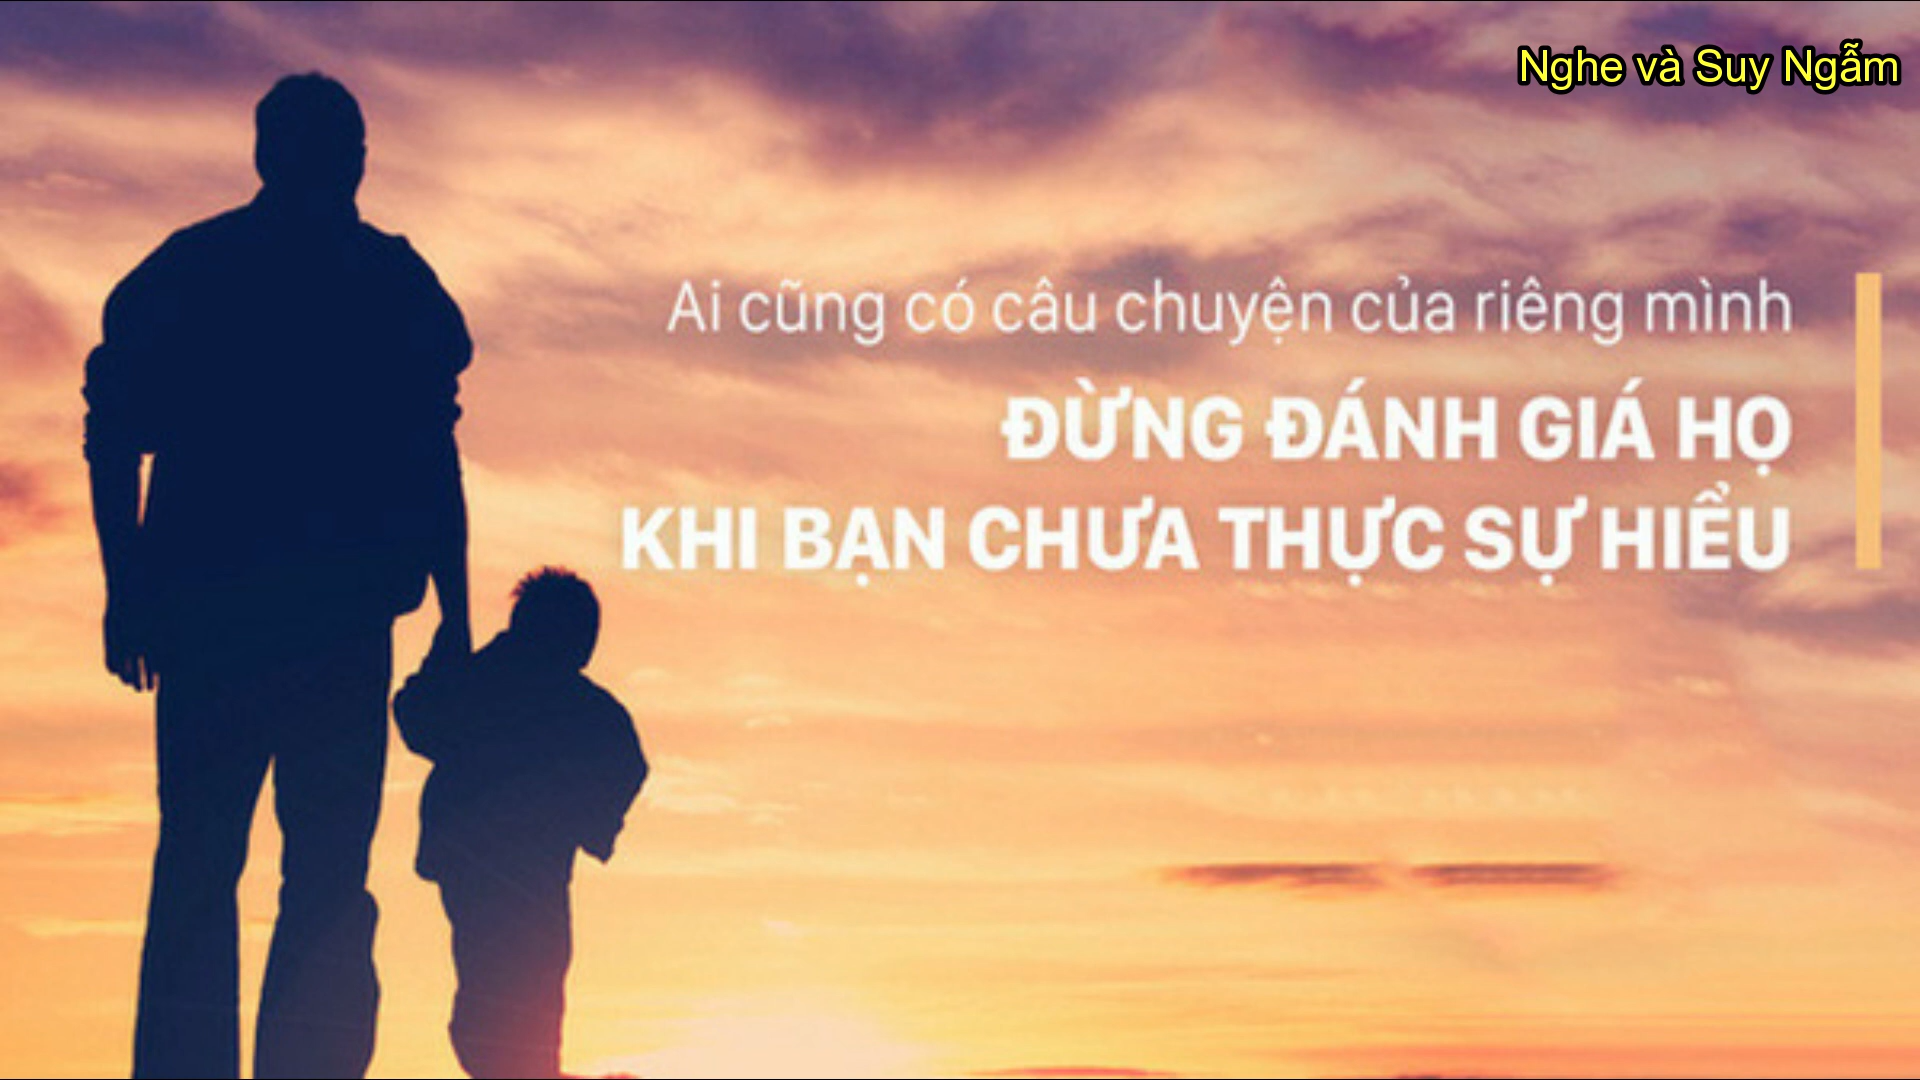 Nghe và Suy Ngẫm
Ai cũng có câu chuyện của riêng mình
ĐỪNG ĐÁNH GIÁ HỌ
KHI BẠN CHƯA THỰC SỰ HIỂU